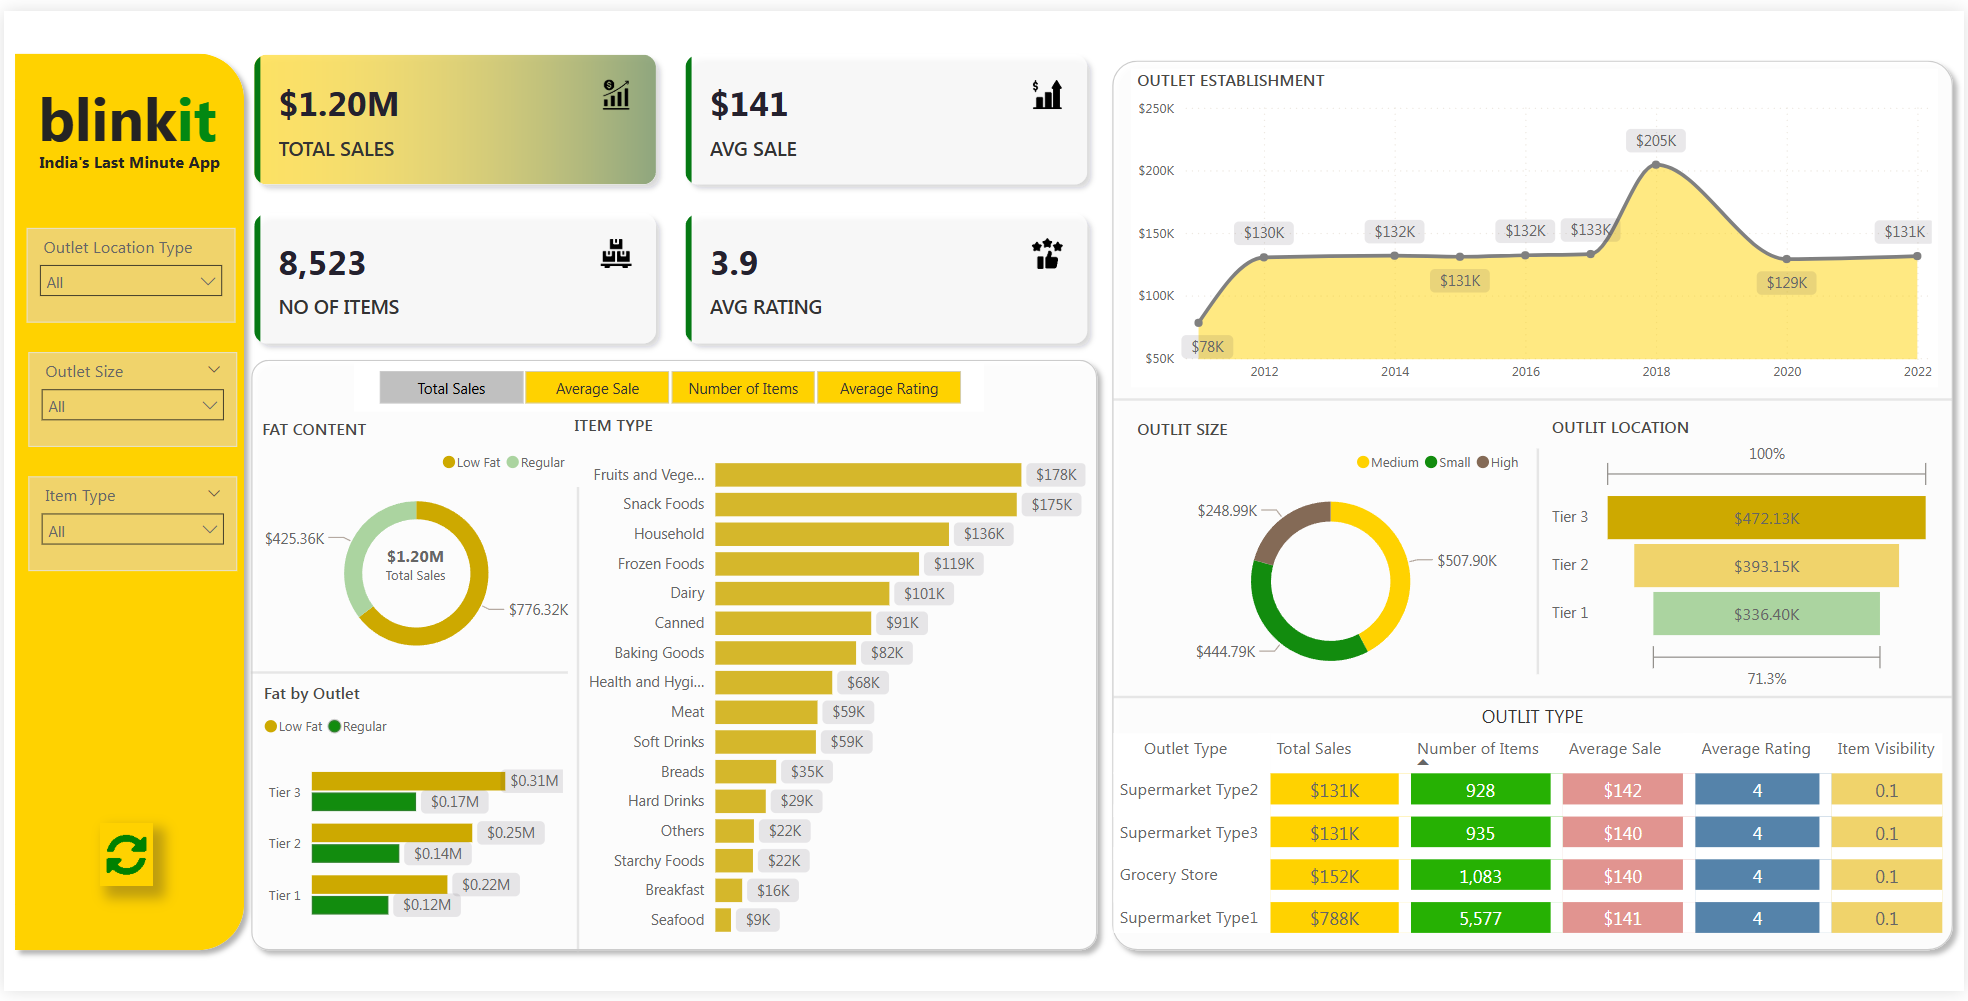 blinkit
India's Last Minute App
Outlet Location Type
All
Outlet Size
All
Item Type
All
$1.20M
TOTAL SALES
$141
AVG SALE
8,523
NO OF ITEMS
3.9
AVG RATING
Total Sales Average Sale Number of Items Average Rating
FAT CONTENT
Low Fat Regular
$425.36K
$1.20M
Total Sales
$776.32K
Fat by Outlet
Low Fat Regular
Tier 3 $0.31M
$0.17M
Tier 2 $0.25M
$0.14M
Tier 1 $0.22M
$0.12M
ITEM TYPE
Fruits and Vege... $178K
Snack Foods $175K
Household $136K
Frozen Foods $119K
Dairy $101K
Canned $91K
Baking Goods $82K
Health and Hygi... $68K
Meat $59K
Soft Drinks $59K
Breads $35K
Hard Drinks $29K
Others $22K
Starchy Foods $22K
Breakfast $16K
Seafood $9K
OUTLET ESTABLISHMENT
$250K
$200K
$150K
$100K
$50K
$78K
$130K
$132K
$131K
$132K
$133K
$205K
$129K
$131K
2012 2014 2016 2018 2020 2022
OUTLIT SIZE
Medium Small High
$248.99K
$507.90K
$444.79K
OUTLIT LOCATION
100%
Tier 3 $472.13K
Tier 2 $393.15K
Tier 1 $336.40K
71.3%
OUTLIT TYPE
Outlet Type Total Sales Number of Items Average Sale Average Rating Item Visibility
Supermarket Type2 $131K 928 $142 4 0.1
Supermarket Type3 $131K 935 $140 4 0.1
Grocery Store $152K 1,083 $140 4 0.1
Supermarket Type1 $788K 5,577 $141 4 0.1